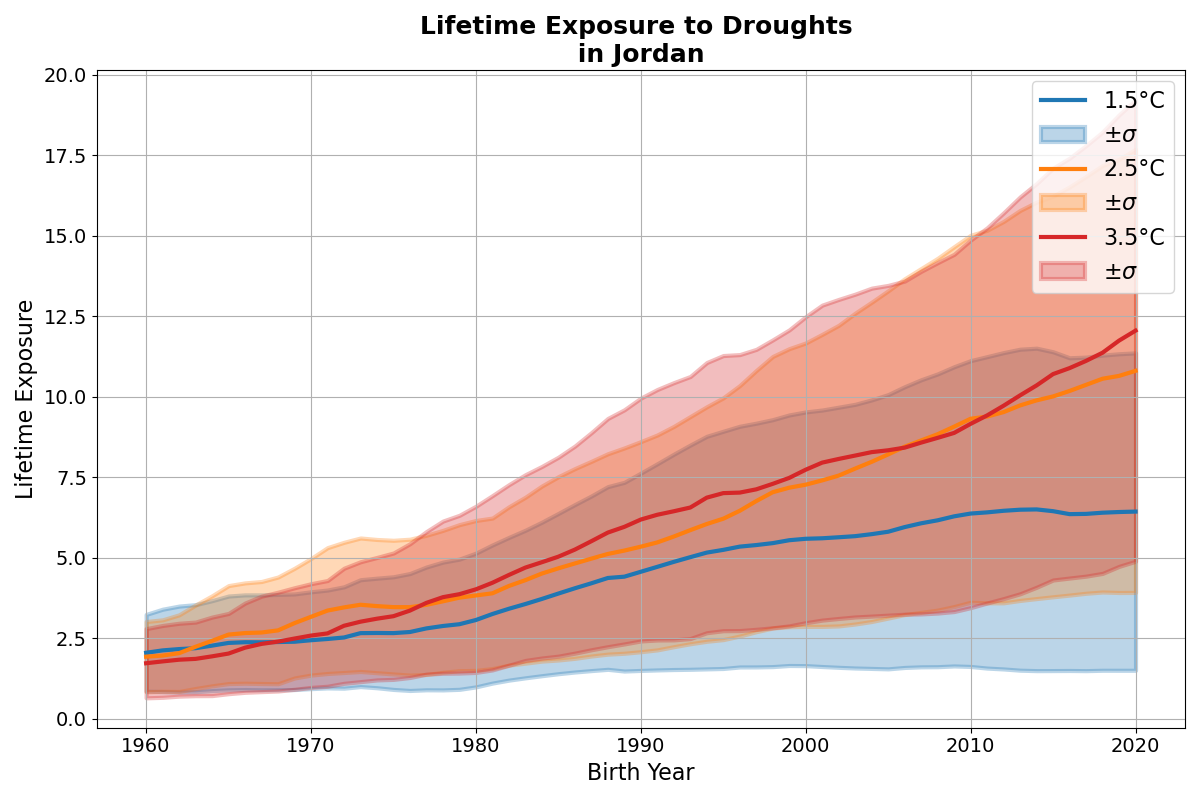 Lifetime Exposure to Droughts
in Jordan
20.0
17.5
15.0
12.5
10.0
7.5
5.0
2.5
0.0
Lifetime Exposure
1960
1970
1980
1990
2000
2010
2020
Birth Year
1.5°C
±σ
2.5°C
±σ
3.5°C
±σ